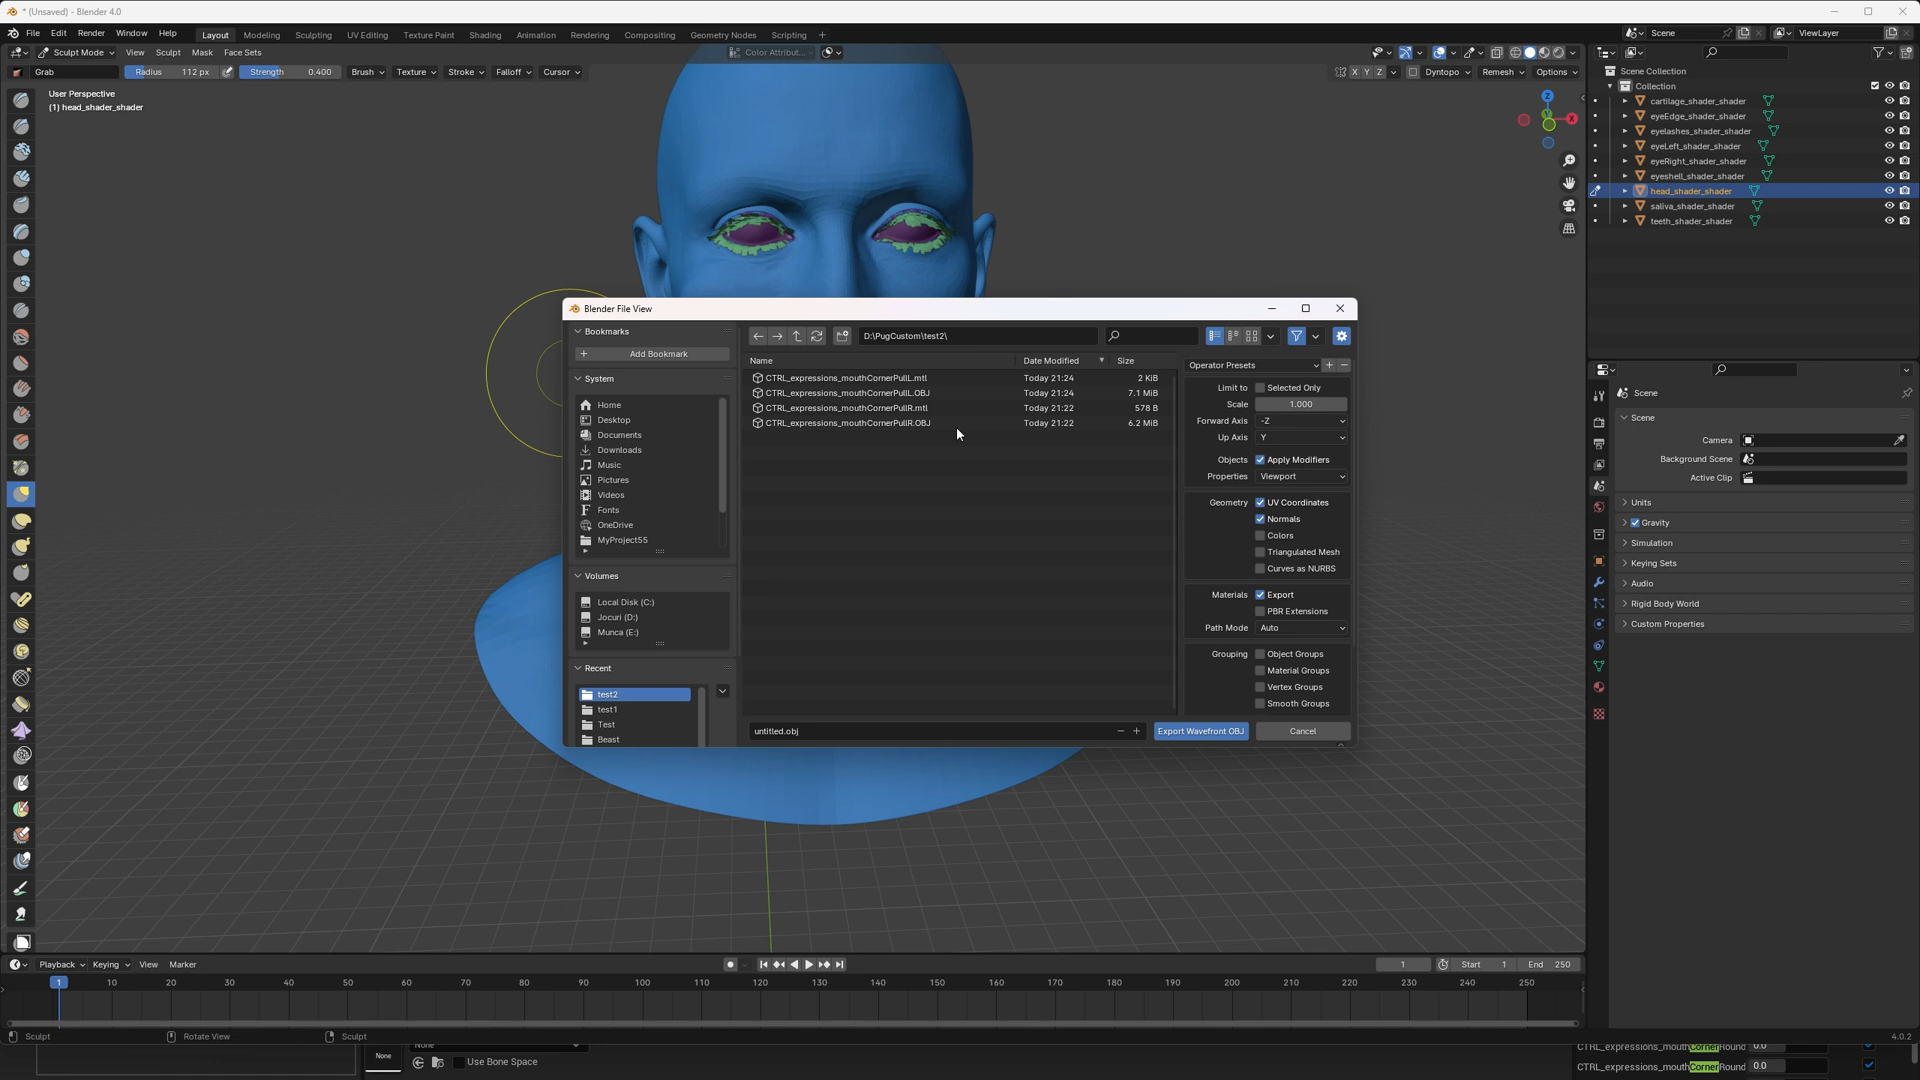 * (Unsaved) - Blender 4.0
File Edit Render Window Help Layout Modeling Sculpting UV Editing Texture Paint Shading Animation Rendering Compositing Geometry Nodes Scripting + Scene ViewLayer
Sculpt Mode View Sculpt Mask Face Sets Color Attribut...
Grab Radius 112 px Strength 0.400 Brush Texture Stroke Falloff Cursor X Y Z Dyntopo Remesh Options
User Perspective
(1) head_shader_shader
Z
X
Scene Collection
Collection
cartilage_shader_shader
eyeEdge_shader_shader
eyelashes_shader_shader
eyeLeft_shader_shader
eyeRight_shader_shader
eyeshell_shader_shader
head_shader_shader
saliva_shader_shader
teeth_shader_shader
Blender File View
Bookmarks
Add Bookmark
System
Home
Desktop
Documents
Downloads
Music
Pictures
Videos
Fonts
OneDrive
MyProject55
Volumes
Local Disk (C:)
Jocuri (D:)
Munca (E:)
Recent
test2
test1
Test
Beast
D:\PugCustom\test2\
Name Date Modified Size
CTRL_expressions_mouthCornerPullL.mtl Today 21:24 2 KiB
CTRL_expressions_mouthCornerPullL.OBJ Today 21:24 7.1 MiB
CTRL_expressions_mouthCornerPullR.mtl Today 21:22 578 B
CTRL_expressions_mouthCornerPullR.OBJ Today 21:22 6.2 MiB
untitled.obj
Operator Presets
Limit to Selected Only
Scale 1.000
Forward Axis -Z
Up Axis Y
Objects Apply Modifiers
Properties Viewport
Geometry UV Coordinates
Normals
Colors
Triangulated Mesh
Curves as NURBS
Materials Export
PBR Extensions
Path Mode Auto
Grouping Object Groups
Material Groups
Vertex Groups
Smooth Groups
Export Wavefront OBJ Cancel
Scene
Scene
Camera
Background Scene
Active Clip
Units
Gravity
Simulation
Keying Sets
Audio
Rigid Body World
Custom Properties
Playback Keying View Marker 1 Start 1 End 250
1 10 20 30 40 50 60 70 80 90 100 110 120 130 140 150 160 170 180 190 200 210 220 230 240 250
Sculpt Rotate View Sculpt 4.0.2
None
None Use Bone Space
CTRL_expressions_mouthCornerRound 0.0
CTRL_expressions_mouthCornerRound 0.0